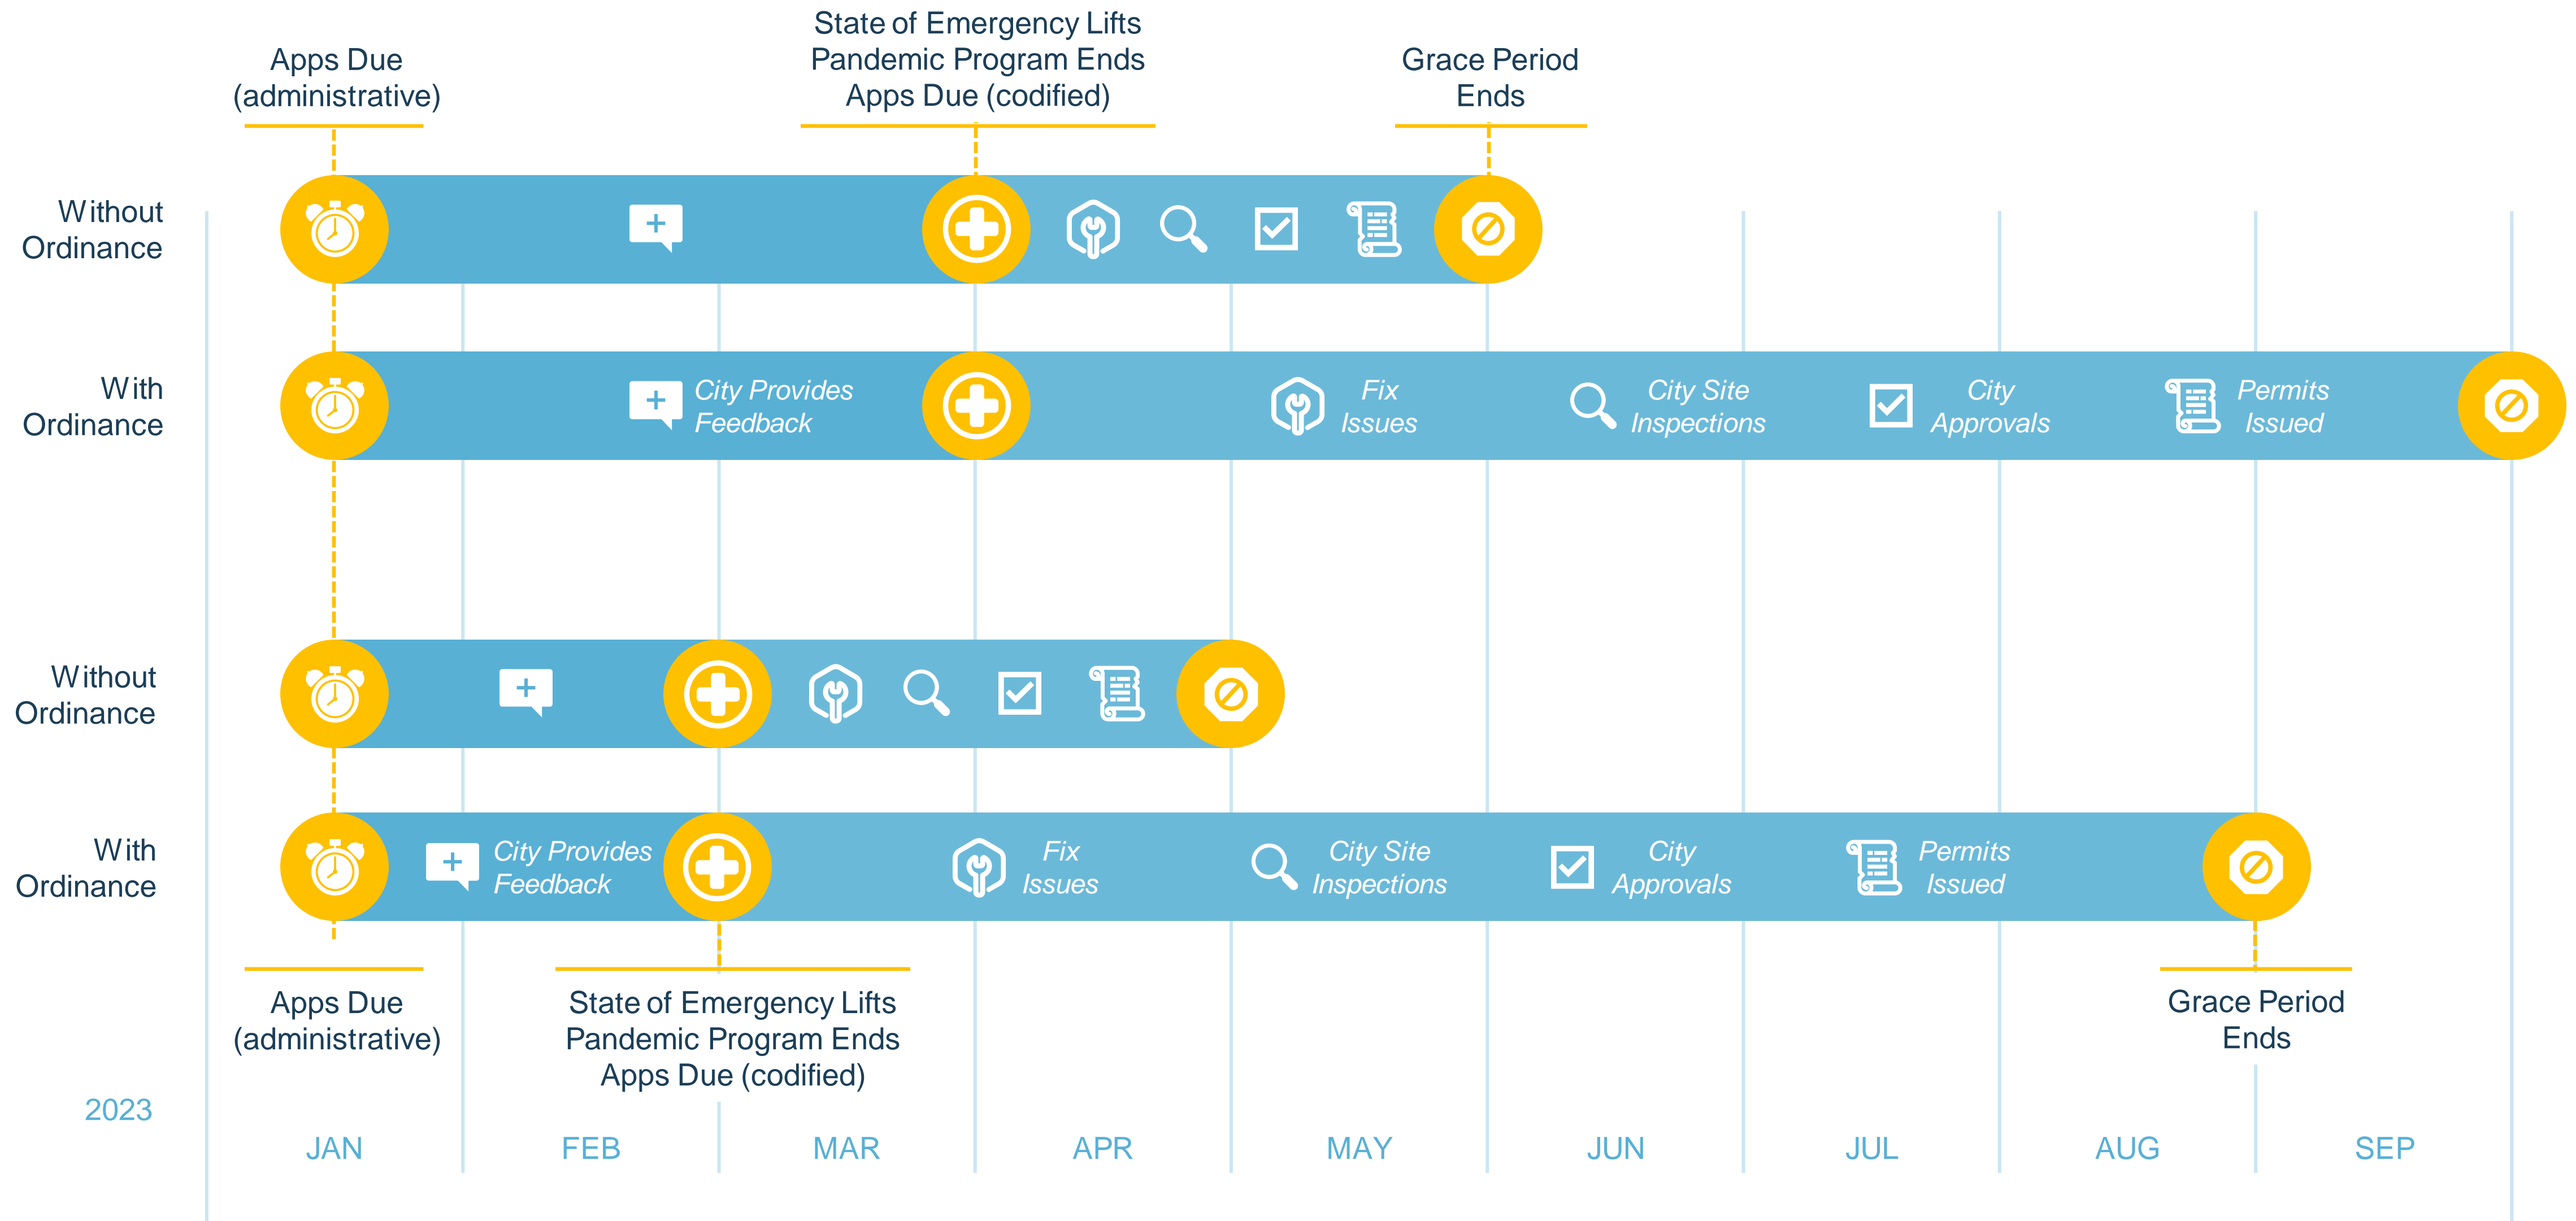 State of Emergency Lifts
Pandemic Program Ends
Apps Due (codified)
Apps Due
(administrative)
Grace Period
Ends
Without
Ordinance
With
Ordinance
City Provides
Feedback
Fix
Issues
City Site
Inspections
City
Approvals
Permits
Issued
Without
Ordinance
With
Ordinance
City Provides
Feedback
Fix
Issues
City Site
Inspections
City
Approvals
Permits
Issued
Apps Due
(administrative)
State of Emergency Lifts
Pandemic Program Ends
Apps Due (codified)
Grace Period
Ends
2023
JAN FEB MAR APR MAY JUN JUL AUG SEP